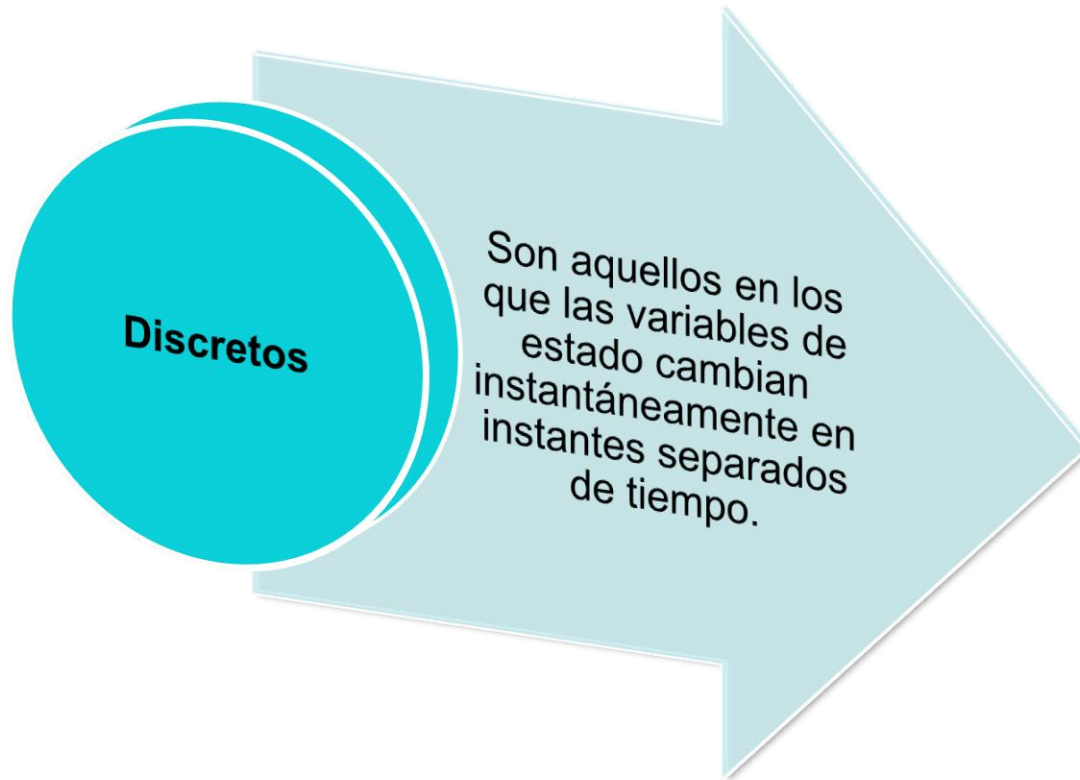 Discretos
Son aquellos en los
que las variables de
estado cambian
instantáneamente en
instantes separados
de tiempo.